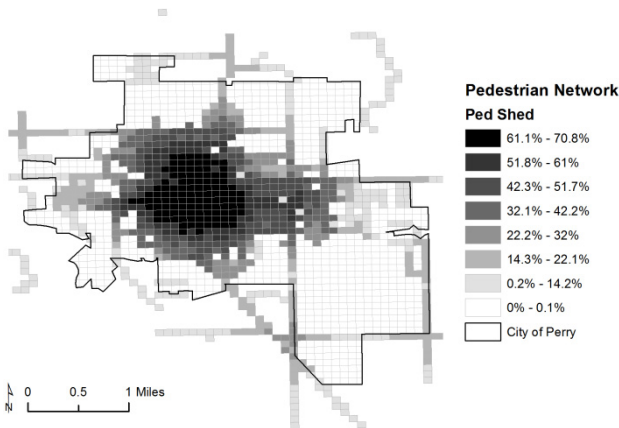 Pedestrian Network
Ped Shed
61.1% - 70.8%
51.8% - 61%
42.3% - 51.7%
32.1% - 42.2%
22.2% - 32%
14.3% - 22.1%
0.2% - 14.2%
0% - 0.1%
City of Perry
N
0 0.5 1 Miles